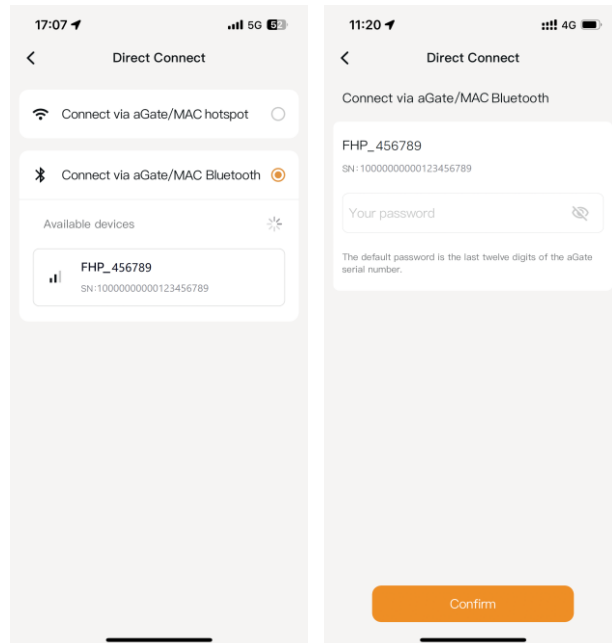 17:07
5G 52
Direct Connect
Connect via aGate/MAC hotspot
Connect via aGate/MAC Bluetooth
Available devices
FHP_456789
SN:10000000000123456789
11:20
4G
Direct Connect
Connect via aGate/MAC Bluetooth
FHP_456789
SN:10000000000123456789
Your password
The default password is the last twelve digits of the aGate
serial number.
Confirm